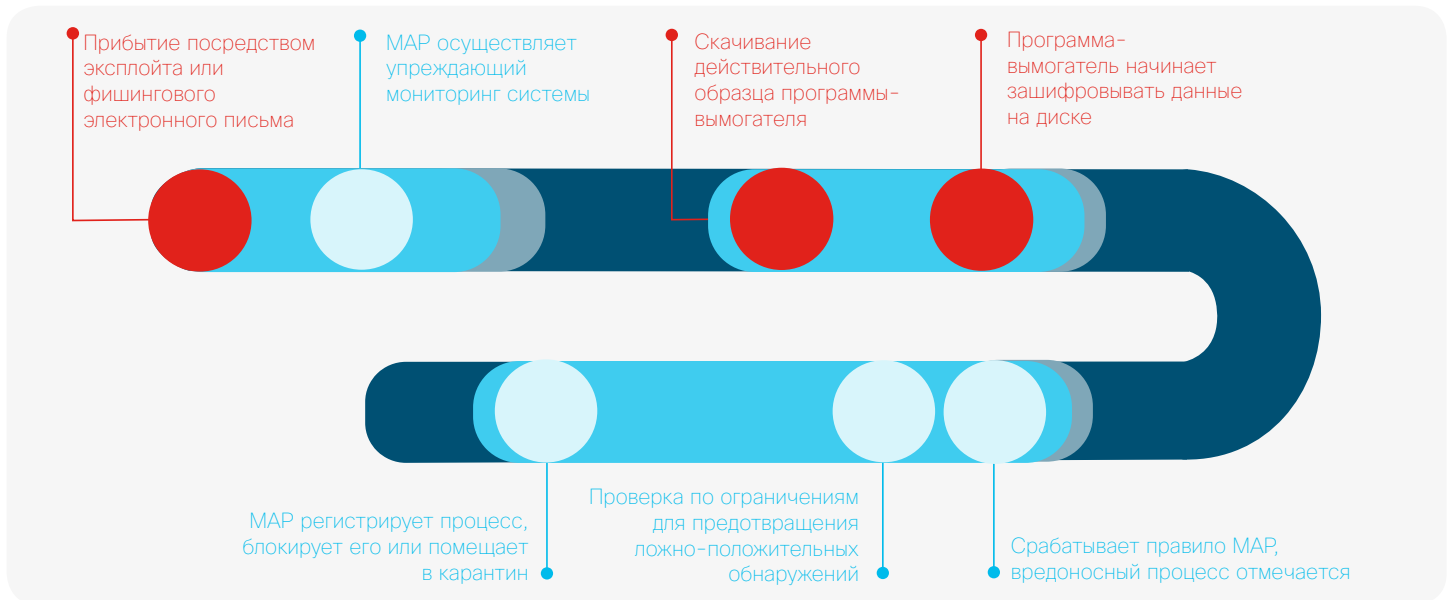 Прибытие посредством
эксплойта или
фишингового
электронного письма
MAP осуществляет
упреждающий
мониторинг системы
Скачивание
действительного
образца программы-
вымогателя
Программа-
вымогатель начинает
зашифровывать данные
на диске
MAP регистрирует процесс,
блокирует его или помещает
в карантин
Проверка по ограничениям
для предотвращения
ложно-положительных
обнаружений
Срабатывает правило MAP,
вредоносный процесс отмечается